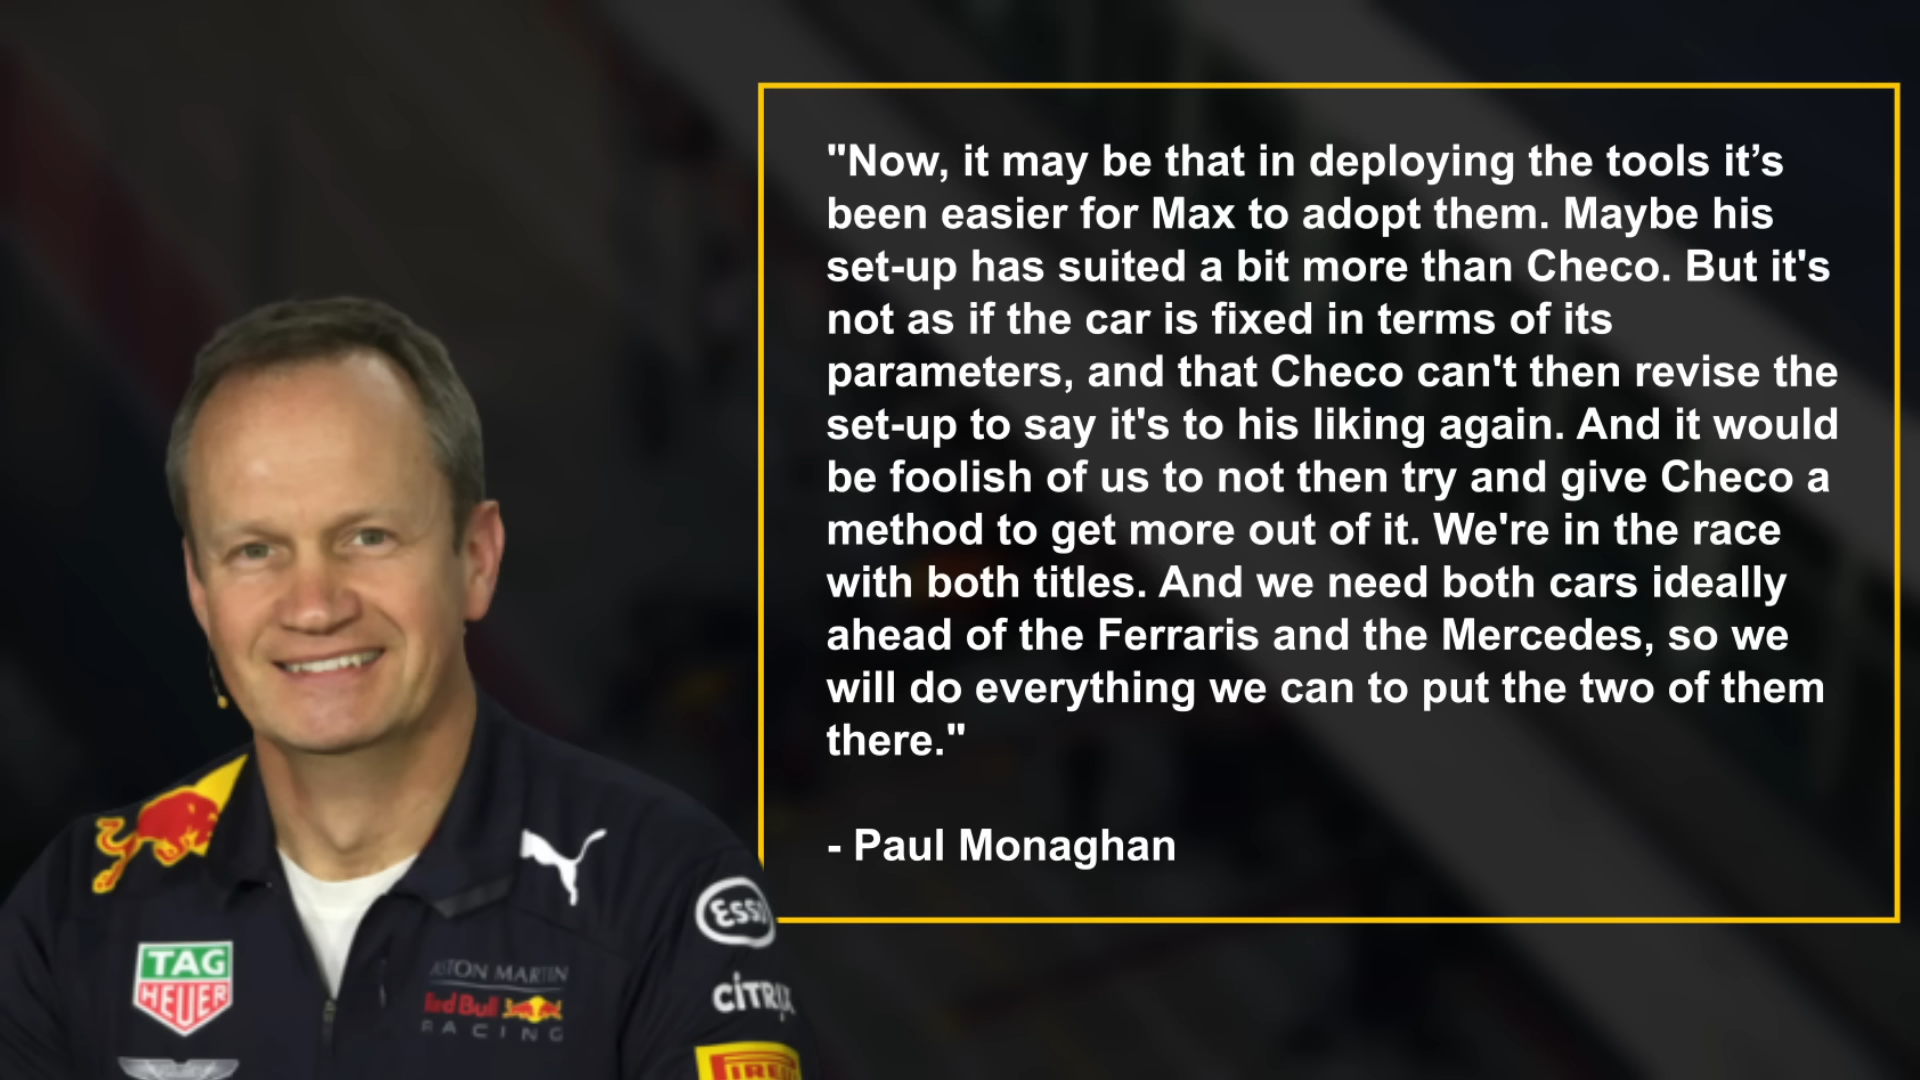 "Now, it may be that in deploying the tools it’s
been easier for Max to adopt them. Maybe his
set-up has suited a bit more than Checo. But it's
not as if the car is fixed in terms of its
parameters, and that Checo can't then revise the
set-up to say it's to his liking again. And it would
be foolish of us to not then try and give Checo a
method to get more out of it. We're in the race
with both titles. And we need both cars ideally
ahead of the Ferraris and the Mercedes, so we
will do everything we can to put the two of them
there."
- Paul Monaghan
Esso
TAG
HEUER
ASTON MARTIN
Red Bull
RACING
CITRIX